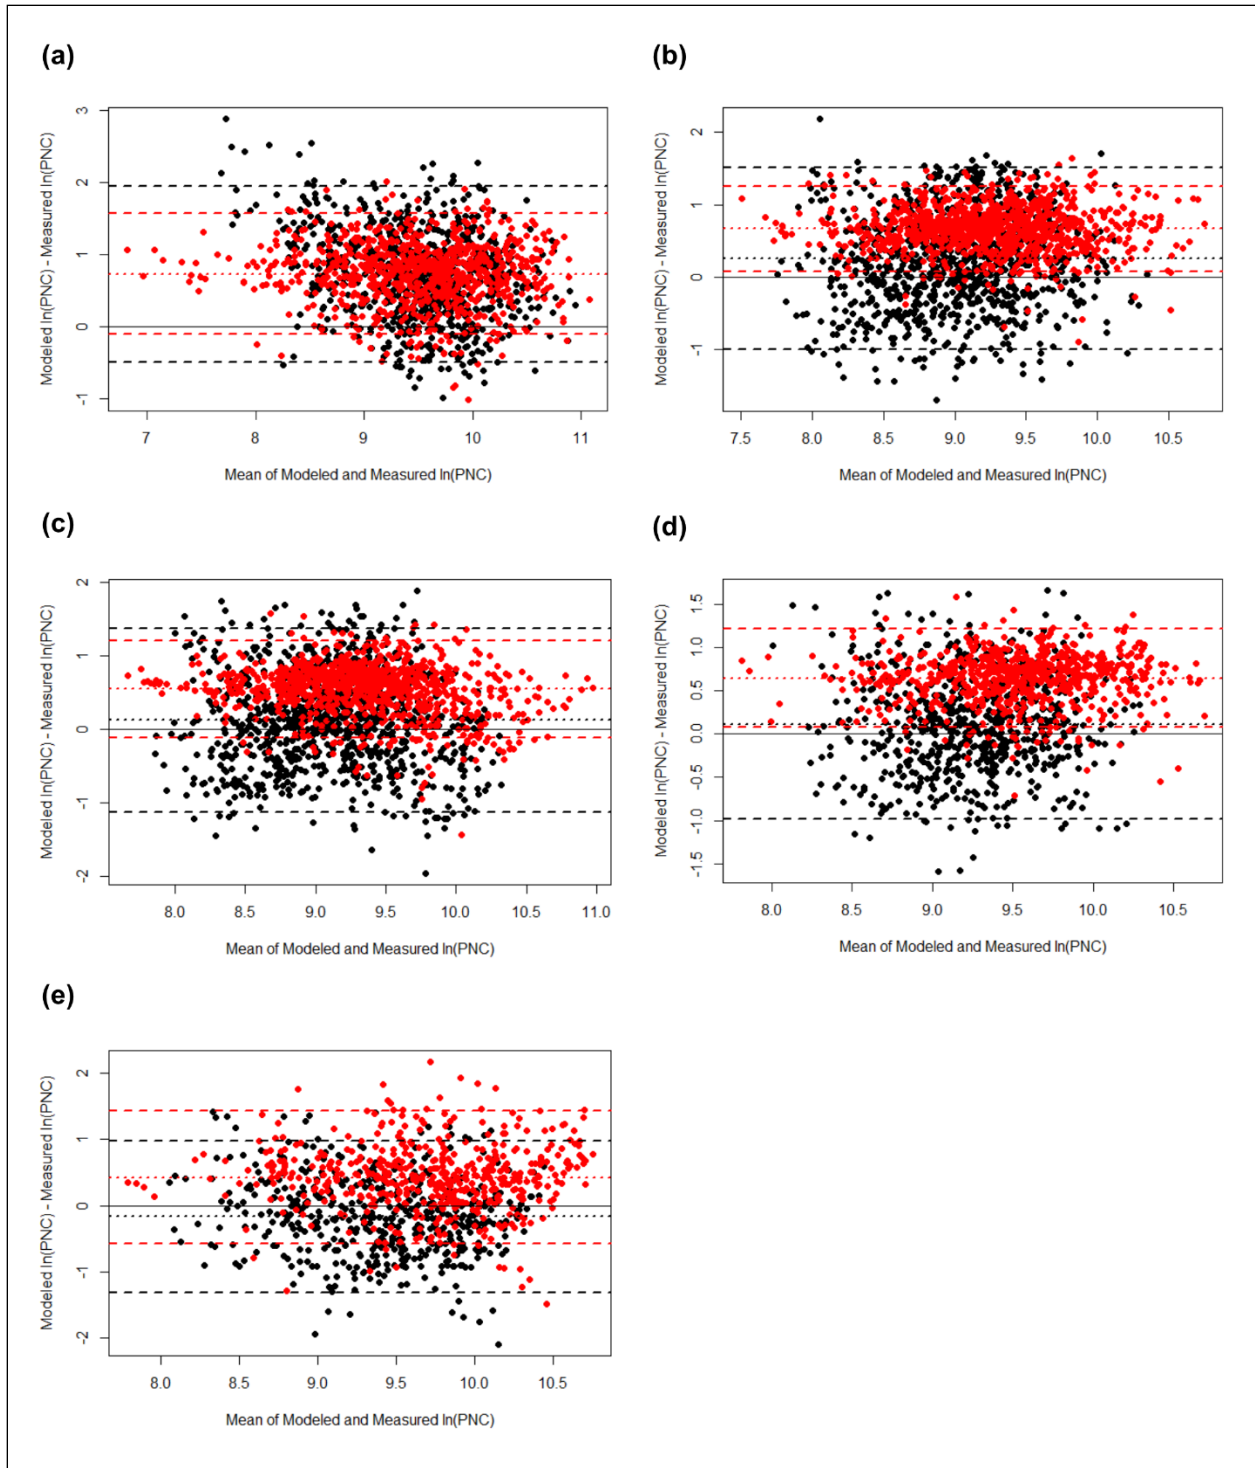 (a)
3
2
1
0
-1
Modeled ln(PNC) - Measured ln(PNC)
7 8 9 10 11
Mean of Modeled and Measured ln(PNC)
(b)
2
1
0
-1
Modeled ln(PNC) - Measured ln(PNC)
7.5 8.0 8.5 9.0 9.5 10.0 10.5
Mean of Modeled and Measured ln(PNC)
(c)
2
1
0
-1
-2
Modeled ln(PNC) - Measured ln(PNC)
8.0 8.5 9.0 9.5 10.0 10.5 11.0
Mean of Modeled and Measured ln(PNC)
(d)
1.5
1.0
0.5
0.0
-0.5
-1.0
-1.5
Modeled ln(PNC) - Measured ln(PNC)
8.0 8.5 9.0 9.5 10.0 10.5
Mean of Modeled and Measured ln(PNC)
(e)
2
1
0
-1
-2
Modeled ln(PNC) - Measured ln(PNC)
8.0 8.5 9.0 9.5 10.0 10.5
Mean of Modeled and Measured ln(PNC)